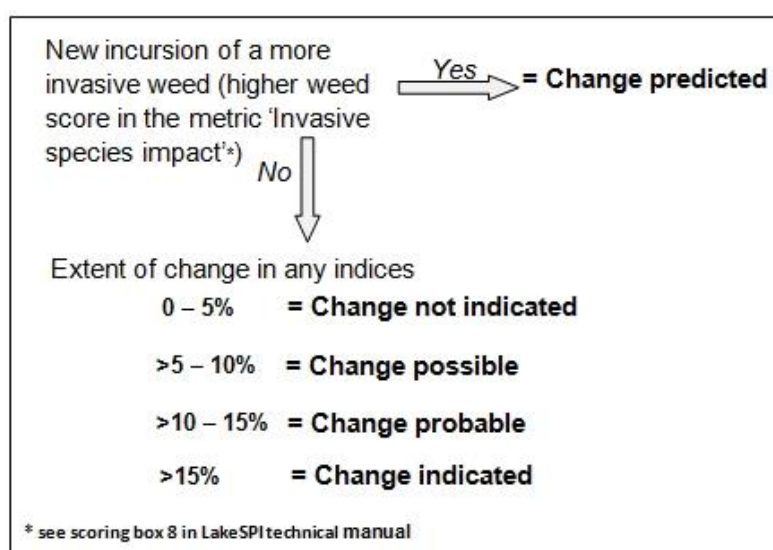 New incursion of a more
invasive weed (higher weed
score in the metric ‘Invasive
species impact’*)
Yes
= Change predicted
No
Extent of change in any indices
0 – 5% = Change not indicated
>5 – 10% = Change possible
>10 – 15% = Change probable
>15% = Change indicated
* see scoring box 8 in LakeSPI technical manual